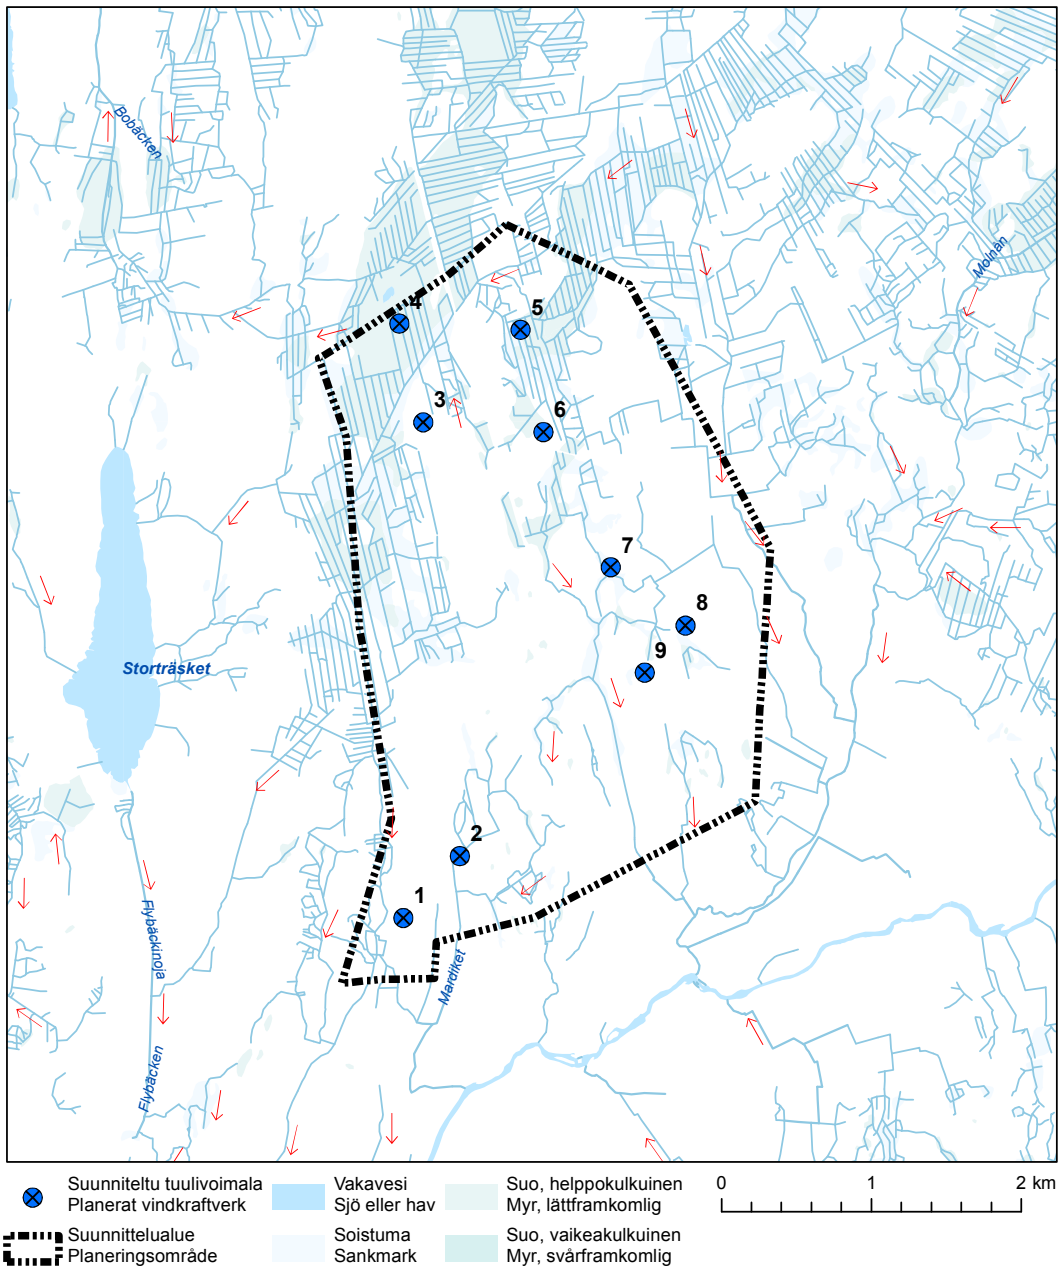 Bobäcken
Molnån
4
5
3
6
7
8
9
Storträsket
2
1
Flybäckinoja
Mardiket
Flybäcken
Suunniteltu tuulivoimala
Planerat vindkraftverk
Suunnittelualue
Planeringsområde
Vakavesi
Sjö eller hav
Soistuma
Sankmark
Suo, helppokulkuinen
Myr, lättframkomlig
Suo, vaikeakulkuinen
Myr, svårframkomlig
0 1 2 km